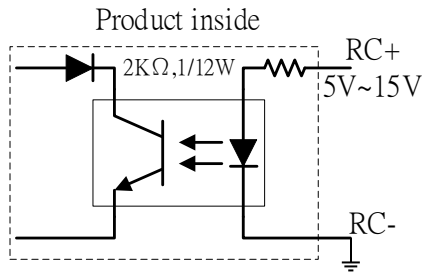 Product inside
2KΩ,1/12W
RC+
5V~15V
RC-